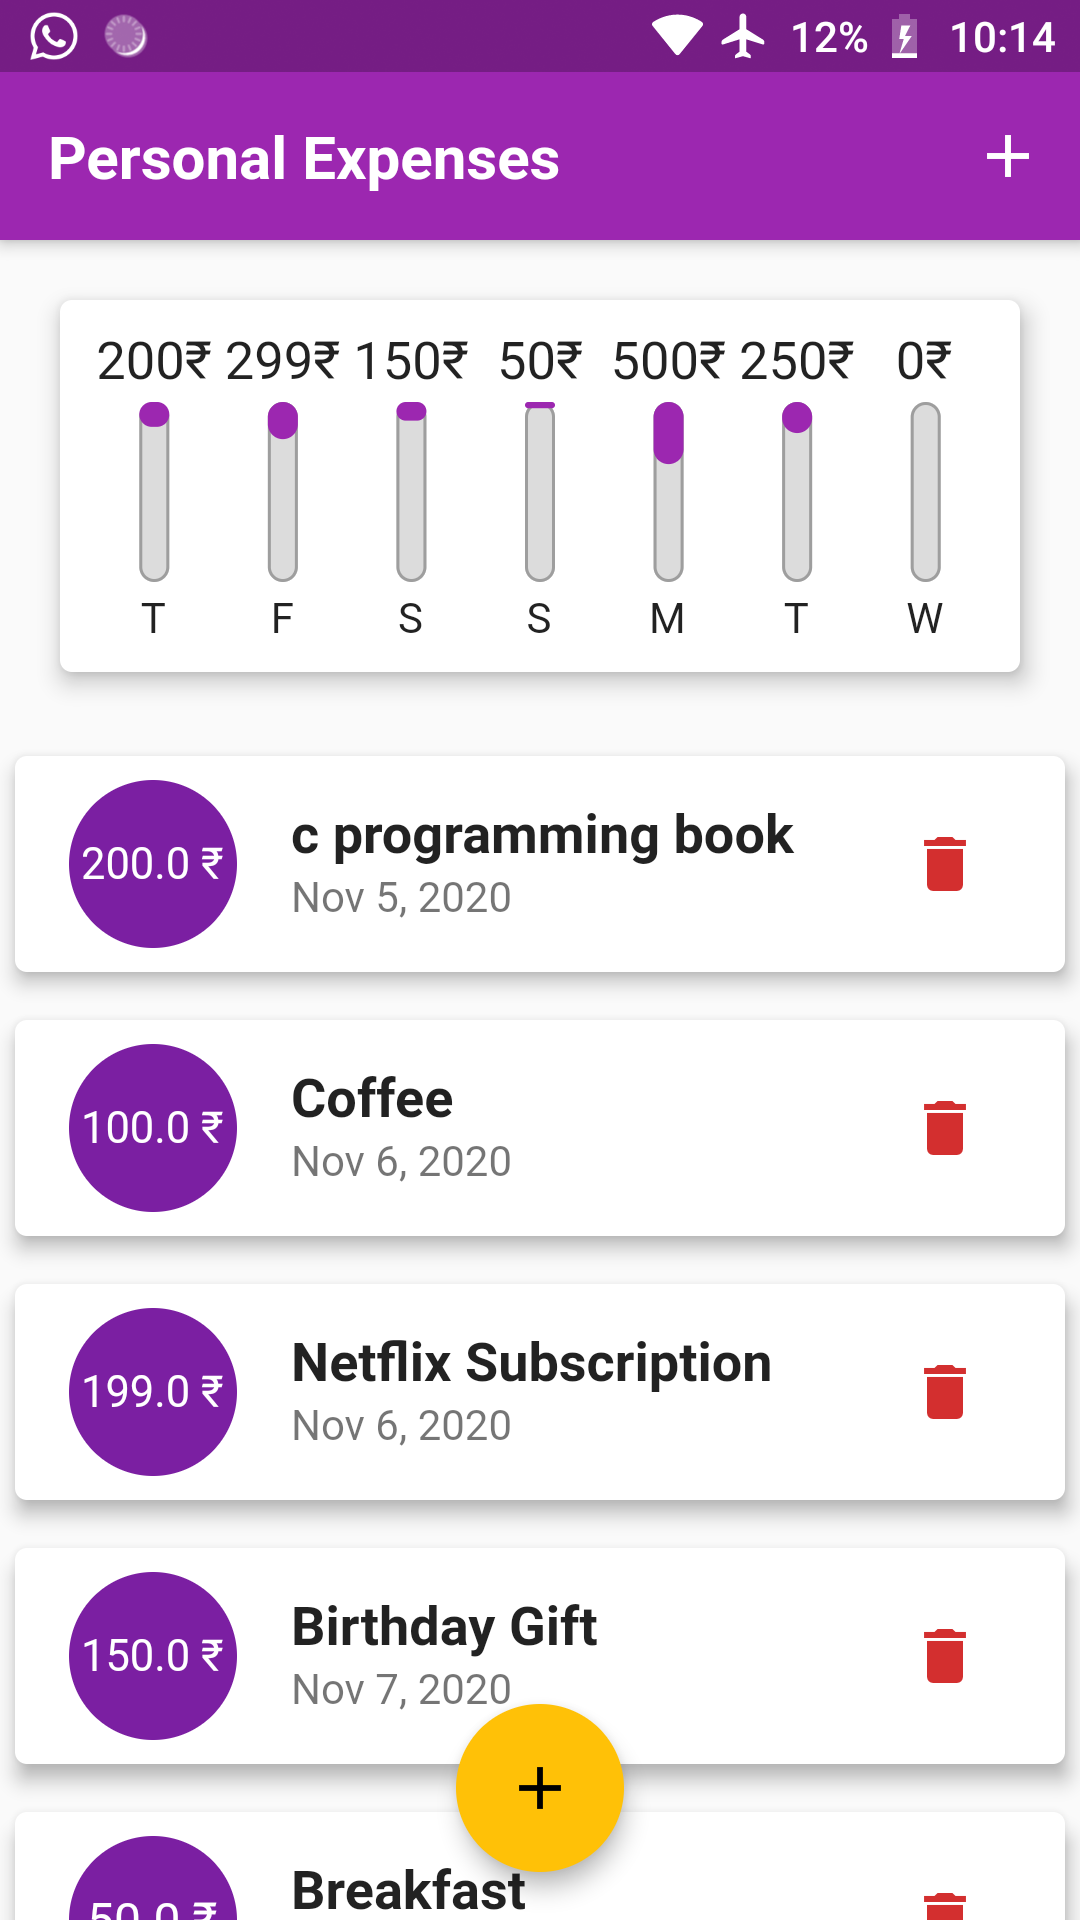 12% 10:14
Personal Expenses
200₹ 299₹ 150₹ 50₹ 500₹ 250₹ 0₹
T F S S M T W
200.0 ₹ c programming book
Nov 5, 2020
100.0 ₹ Coffee
Nov 6, 2020
199.0 ₹ Netflix Subscription
Nov 6, 2020
150.0 ₹ Birthday Gift
Nov 7, 2020
50.0 ₹ Breakfast